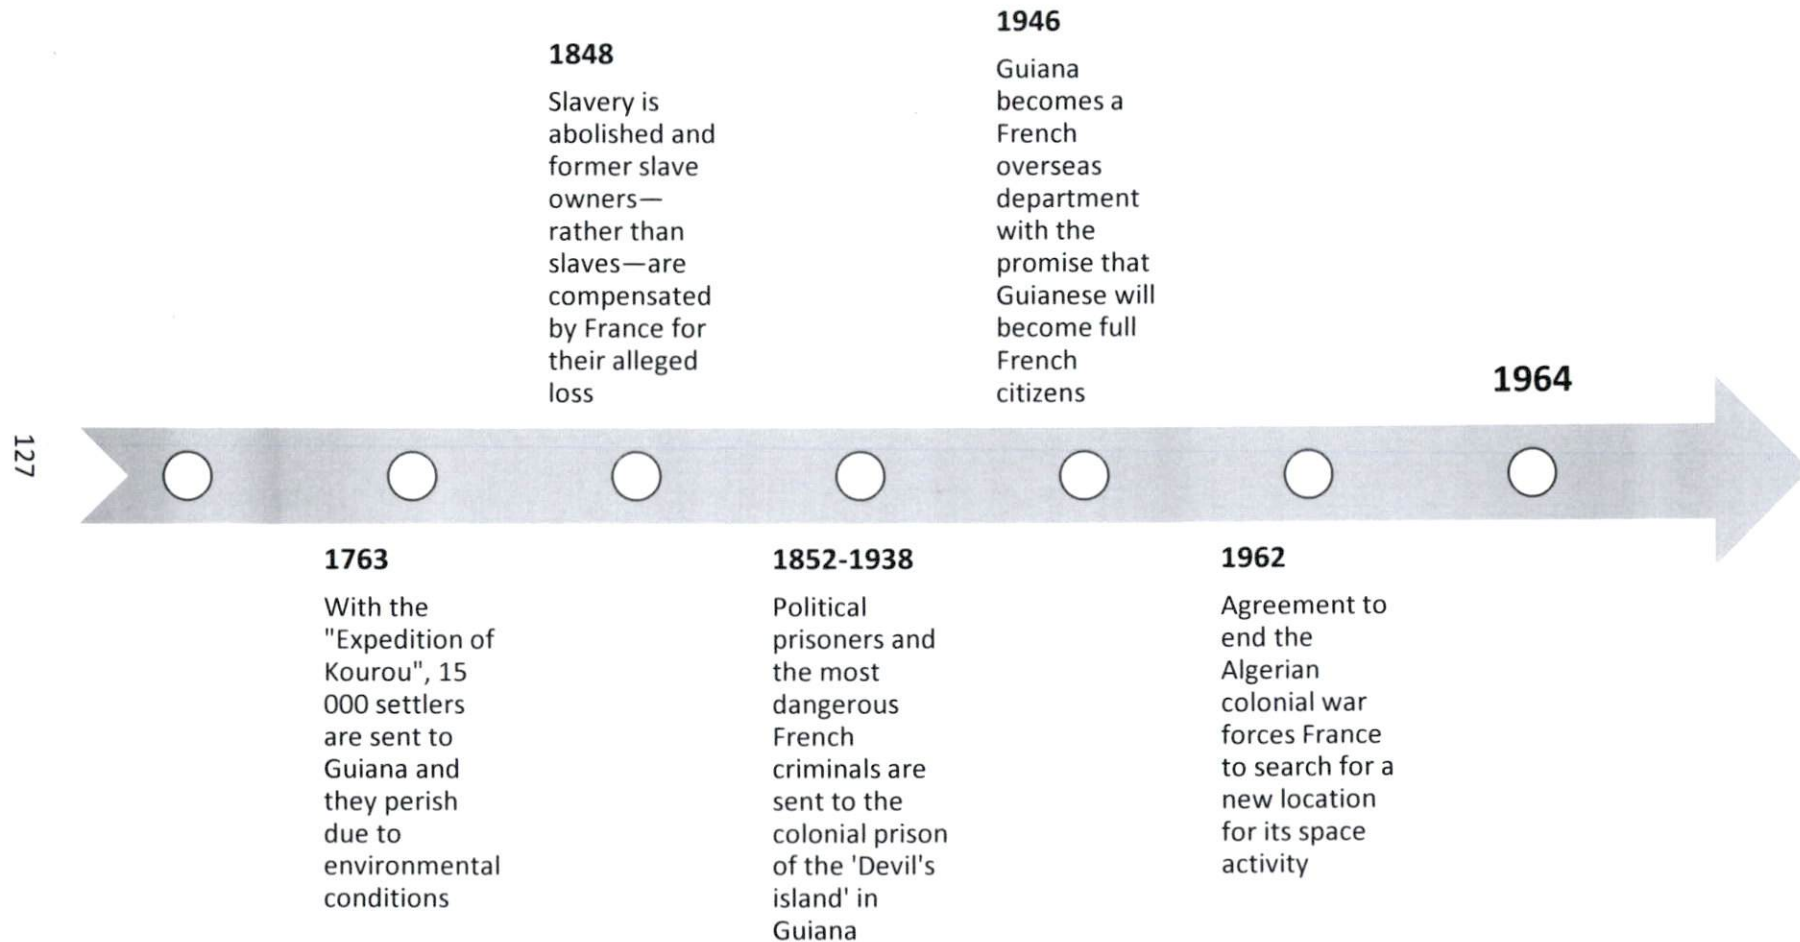 1848
Slavery is
abolished and
former slave
owners—
rather than
slaves—are
compensated
by France for
their alleged
loss
1946
Guiana
becomes a
French
overseas
department
with the
promise that
Guianese will
become full
French
citizens
1964
127
1763
With the
"Expedition of
Kourou", 15
000 settlers
are sent to
Guiana and
they perish
due to
environmental
conditions
1852-1938
Political
prisoners and
the most
dangerous
French
criminals are
sent to the
colonial prison
of the 'Devil's
island' in
Guiana
1962
Agreement to
end the
Algerian
colonial war
forces France
to search for a
new location
for its space
activity